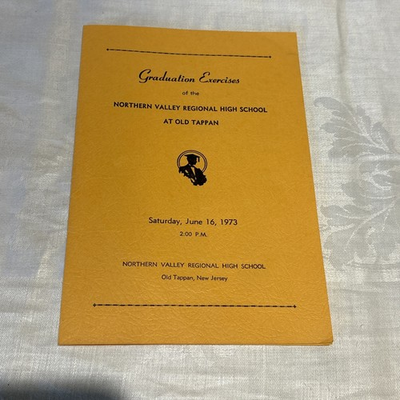 Graduation Exercises
of the
NORTHERN VALLEY REGIONAL HIGH SCHOOL
AT OLD TAPPAN
Saturday, June 16, 1973
2:00 P.M.
NORTHERN VALLEY REGIONAL HIGH SCHOOL
Old Tappan, New Jersey